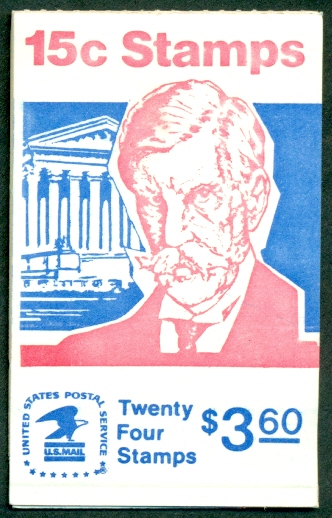 15c Stamps
UNITED STATES POSTAL SERVICE
U.S.MAIL
Twenty
Four
Stamps
$3.60